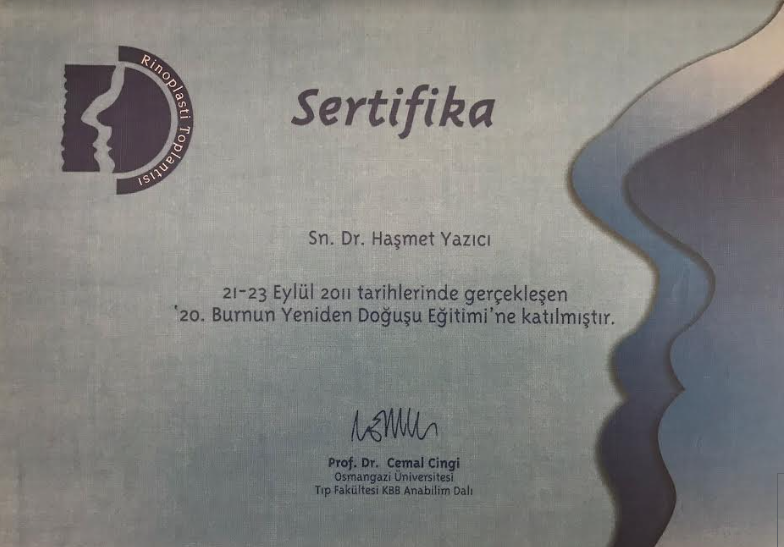 Rinoplasti Toplantısı
Sertifika
Sn. Dr. Haşmet Yazıcı
21-23 Eylül 2011 tarihlerinde gerçekleşen
'20. Burnun Yeniden Doğuşu Eğitimi'ne katılmıştır.
Prof. Dr. Cemal Cingi
Osmangazi Üniversitesi
Tıp Fakültesi KBB Anabilim Dalı